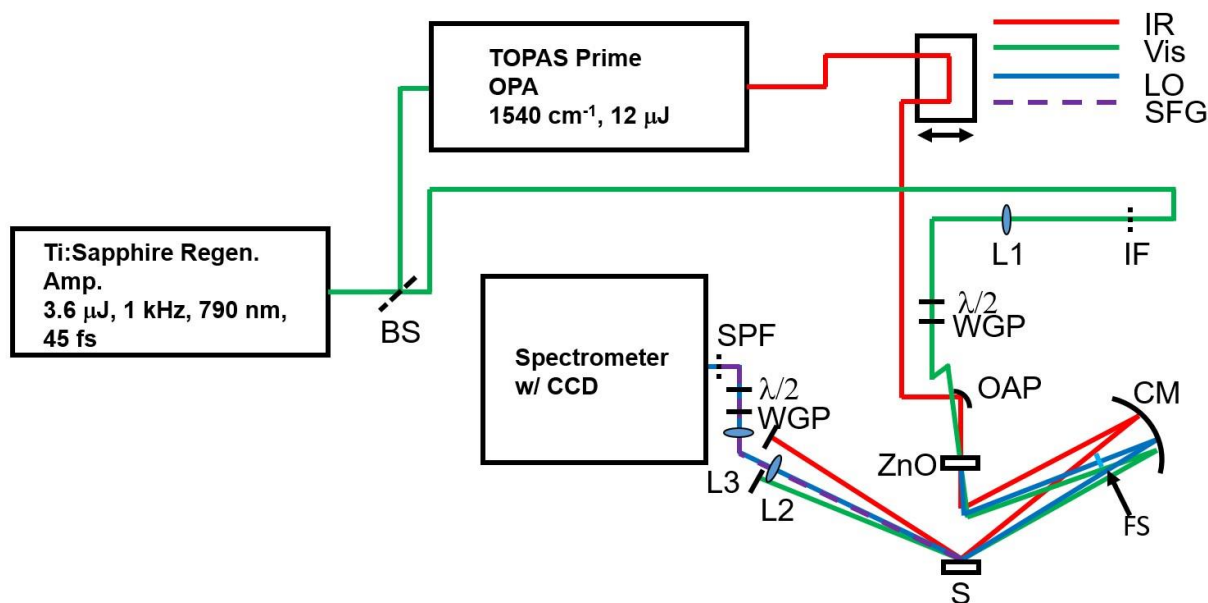 TOPAS Prime
OPA
1540 cm⁻¹, 12 μJ
IR
Vis
LO
SFG
Ti:Sapphire Regen.
Amp.
3.6 μJ, 1 kHz, 790 nm,
45 fs
BS
L1
IF
λ/2
WGP
Spectrometer
w/ CCD
SPF
λ/2
WGP
OAP
CM
ZnO
L3
L2
FS
S